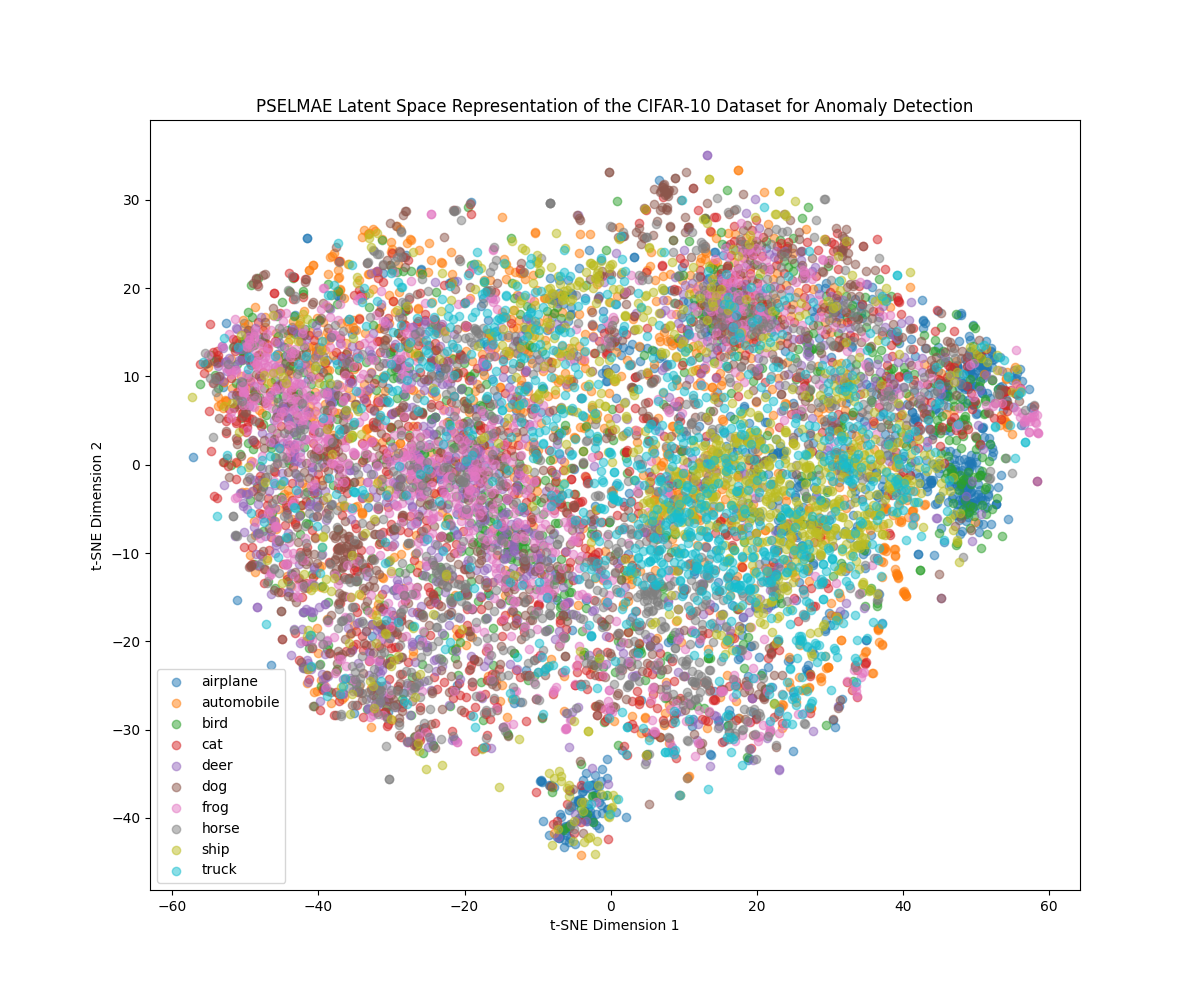 PSELMAE Latent Space Representation of the CIFAR-10 Dataset for Anomaly Detection
30
20
10
0
−10
−20
−30
−40
t-SNE Dimension 2
airplane
automobile
bird
cat
deer
dog
frog
horse
ship
truck
−60
−40
−20
0
20
40
60
t-SNE Dimension 1